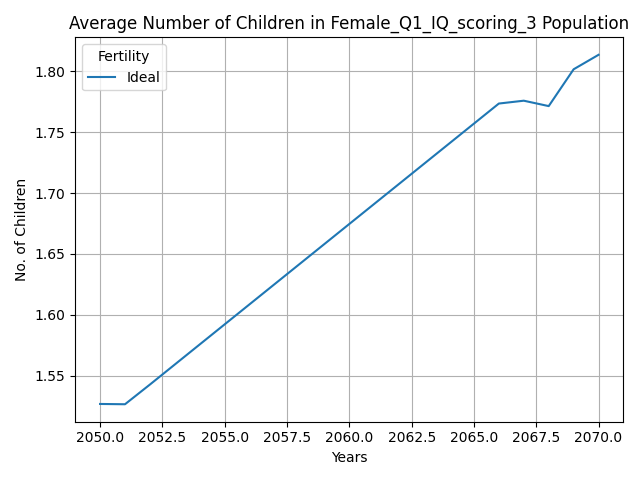 Average Number of Children in Female_Q1_IQ_scoring_3 Population
Fertility
Ideal
No. of Children
1.80
1.75
1.70
1.65
1.60
1.55
2050.0 2052.5 2055.0 2057.5 2060.0 2062.5 2065.0 2067.5 2070.0
Years